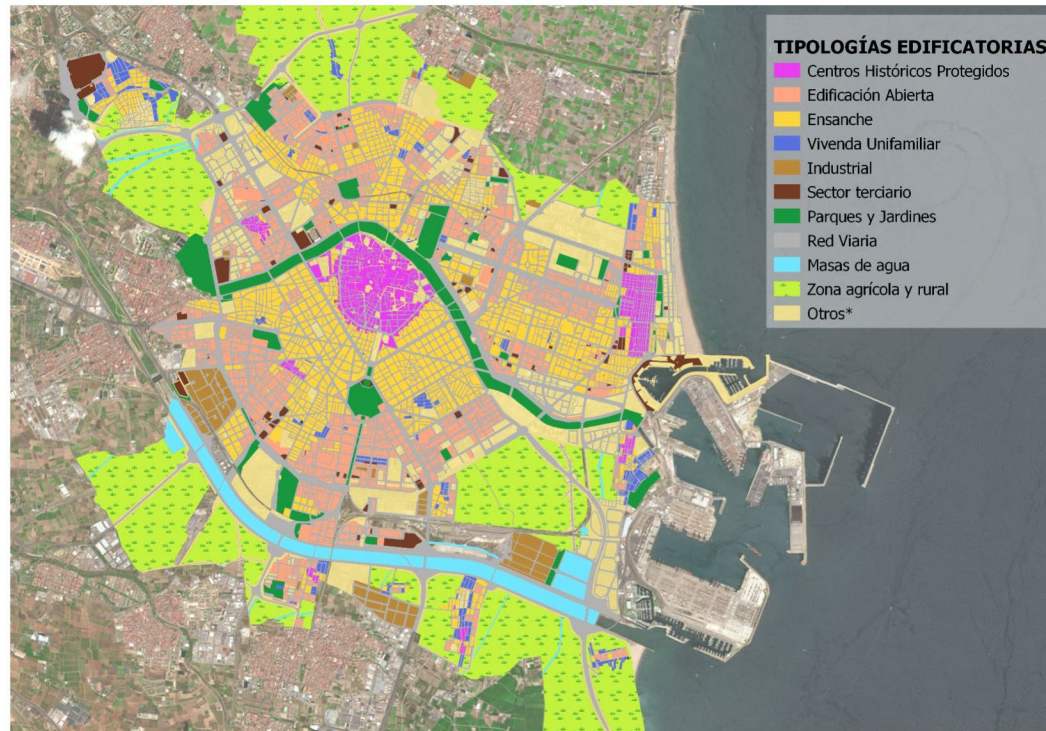 TIPOLOGÍAS EDIFICATORIAS
Centros Históricos Protegidos
Edificación Abierta
Ensanche
Vivenda Unifamiliar
Industrial
Sector terciario
Parques y Jardines
Red Viaria
Masas de agua
Zona agrícola y rural
Otros*